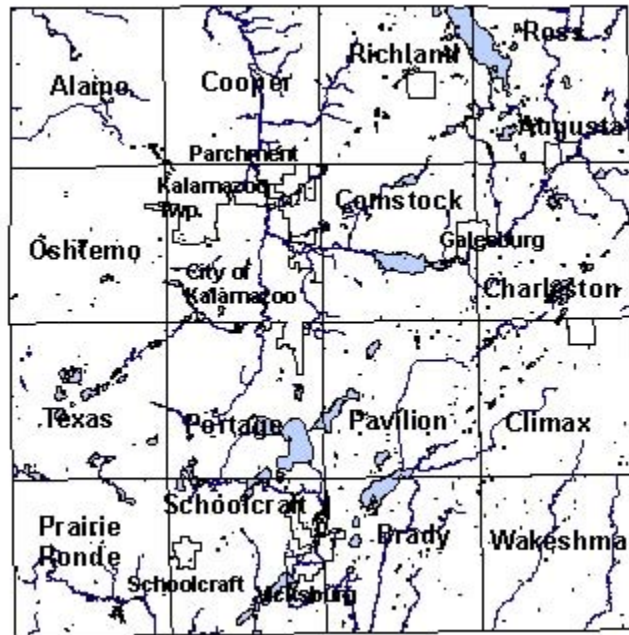 Ross
Richland
Alamo
Cooper
Augusta
Parchment
Kalamazoo
Twp.
Comstock
Oshtemo
Galesburg
City of
Kalamazoo
Charleston
Texas
Portage
Pavilion
Climax
Schoolcraft
Prairie
Ronde
Brady
Wakeshma
Schoolcraft
Vicksburg